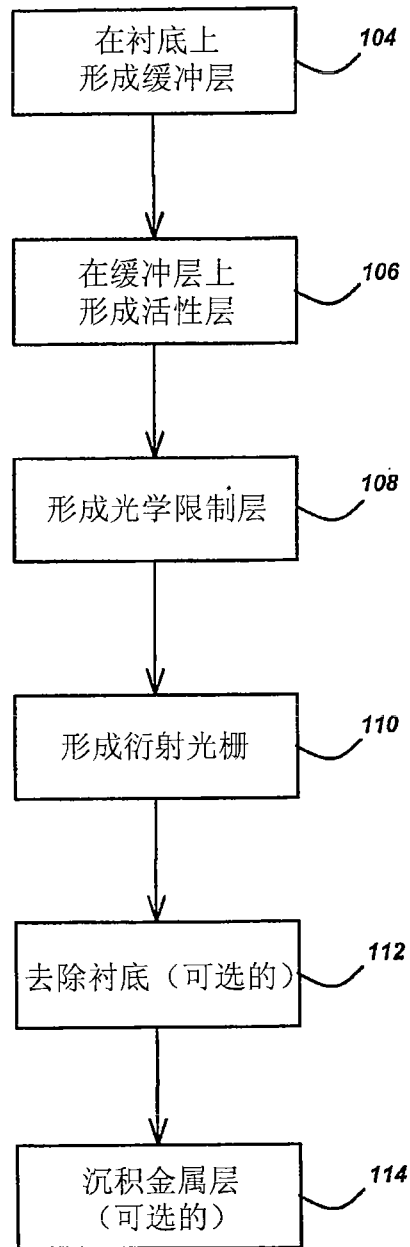 在衬底上
形成缓冲层
104
在缓冲层上
形成活性层
106
形成光学限制层
108
形成衍射光栅
110
去除衬底（可选的）
112
沉积金属层
（可选的）
114